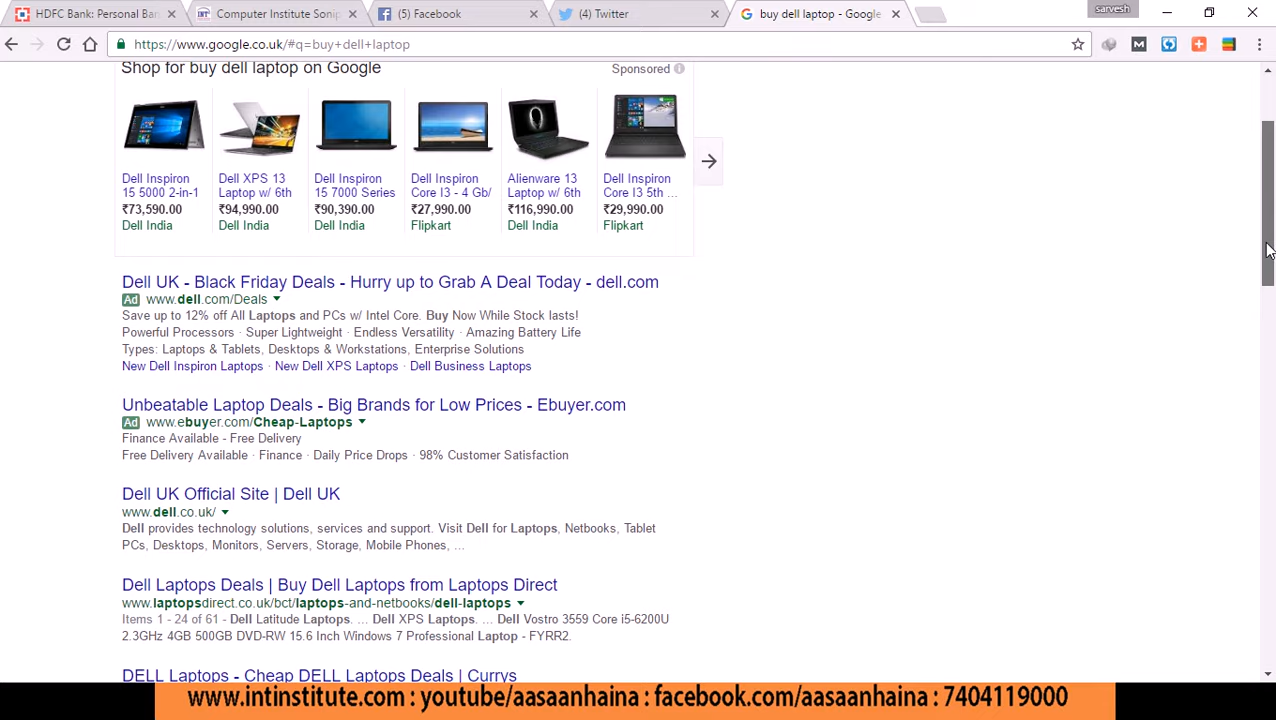 HDFC Bank: Personal Ban
Computer Institute Sonip
(5) Facebook
(4) Twitter
buy dell laptop - Google
sarvesh
https://www.google.co.uk/#q=buy+dell+laptop
Shop for buy dell laptop on Google
Sponsored
Dell Inspiron
15 5000 2-in-1
₹73,590.00
Dell India
Dell XPS 13
Laptop w/ 6th
₹94,990.00
Dell India
Dell Inspiron
15 7000 Series
₹90,390.00
Dell India
Dell Inspiron
Core I3 - 4 Gb/
₹27,990.00
Flipkart
Alienware 13
Laptop w/ 6th
₹116,990.00
Dell India
Dell Inspiron
Core I3 5th ...
₹29,990.00
Flipkart
Dell UK - Black Friday Deals - Hurry up to Grab A Deal Today - dell.com
Ad www.dell.com/Deals
Save up to 12% off All Laptops and PCs w/ Intel Core. Buy Now While Stock lasts!
Powerful Processors · Super Lightweight · Endless Versatility · Amazing Battery Life
Types: Laptops & Tablets, Desktops & Workstations, Enterprise Solutions
New Dell Inspiron Laptops · New Dell XPS Laptops · Dell Business Laptops
Unbeatable Laptop Deals - Big Brands for Low Prices - Ebuyer.com
Ad www.ebuyer.com/Cheap-Laptops
Finance Available - Free Delivery
Free Delivery Available · Finance · Daily Price Drops · 98% Customer Satisfaction
Dell UK Official Site | Dell UK
www.dell.co.uk/
Dell provides technology solutions, services and support. Visit Dell for Laptops, Netbooks, Tablet
PCs, Desktops, Monitors, Servers, Storage, Mobile Phones, ...
Dell Laptops Deals | Buy Dell Laptops from Laptops Direct
www.laptopsdirect.co.uk/bct/laptops-and-netbooks/dell-laptops
Items 1 - 24 of 61 - Dell Latitude Laptops. ... Dell XPS Laptops. ... Dell Vostro 3559 Core i5-6200U
2.3GHz 4GB 500GB DVD-RW 15.6 Inch Windows 7 Professional Laptop - FYRR2.
DELL Laptops - Cheap DELL Laptops Deals | Currys
www.intinstitute.com : youtube/aasaanhaina : facebook.com/aasaanhaina : 7404119000